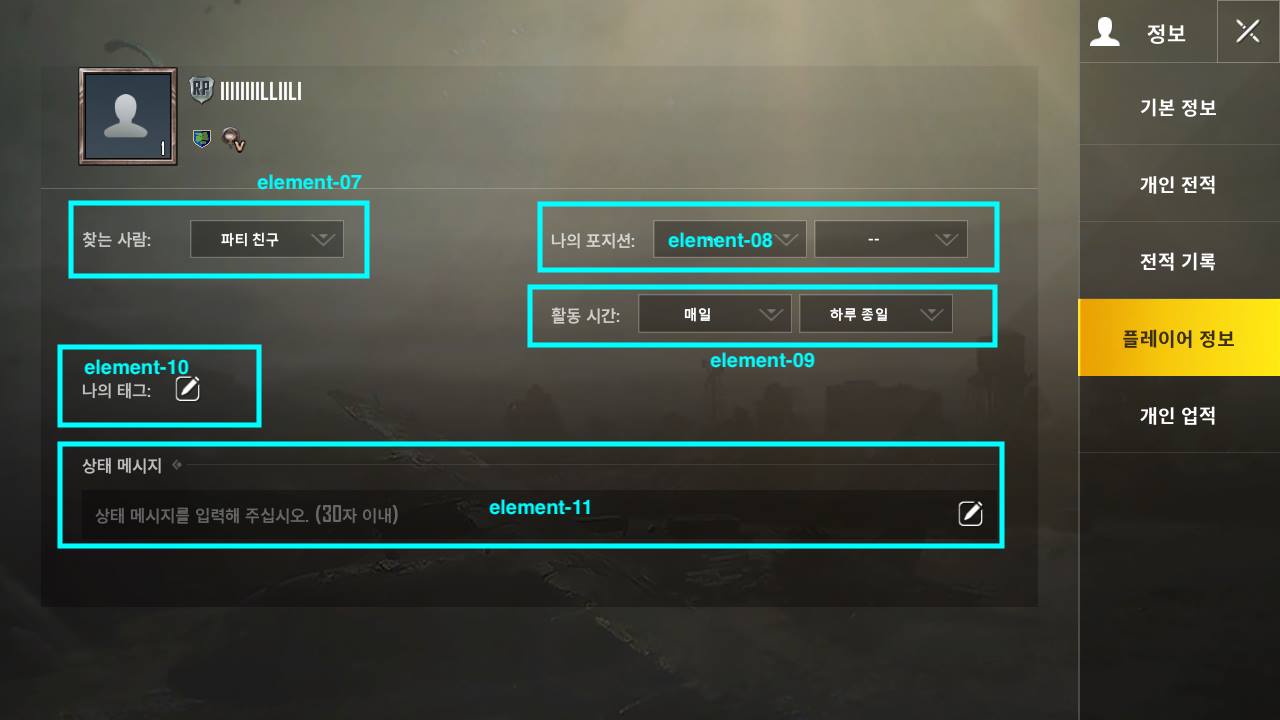 정보
RP IIIIIIIILLIILI
1
V
기본 정보
개인 전적
전적 기록
플레이어 정보
개인 업적
element-07
찾는 사람: 파티 친구
나의 포지션: element-08 --
활동 시간: 매일 하루 종일
element-09
element-10
나의 태그:
상태 메시지
상태 메시지를 입력해 주십시오. (30자 이내)
element-11